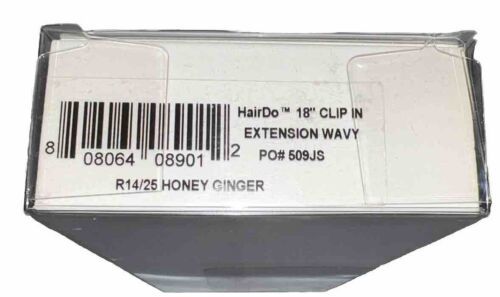 HairDo™ 18" CLIP IN
EXTENSION WAVY
PO# 509JS
8 08064 08901 2
R14/25 HONEY GINGER